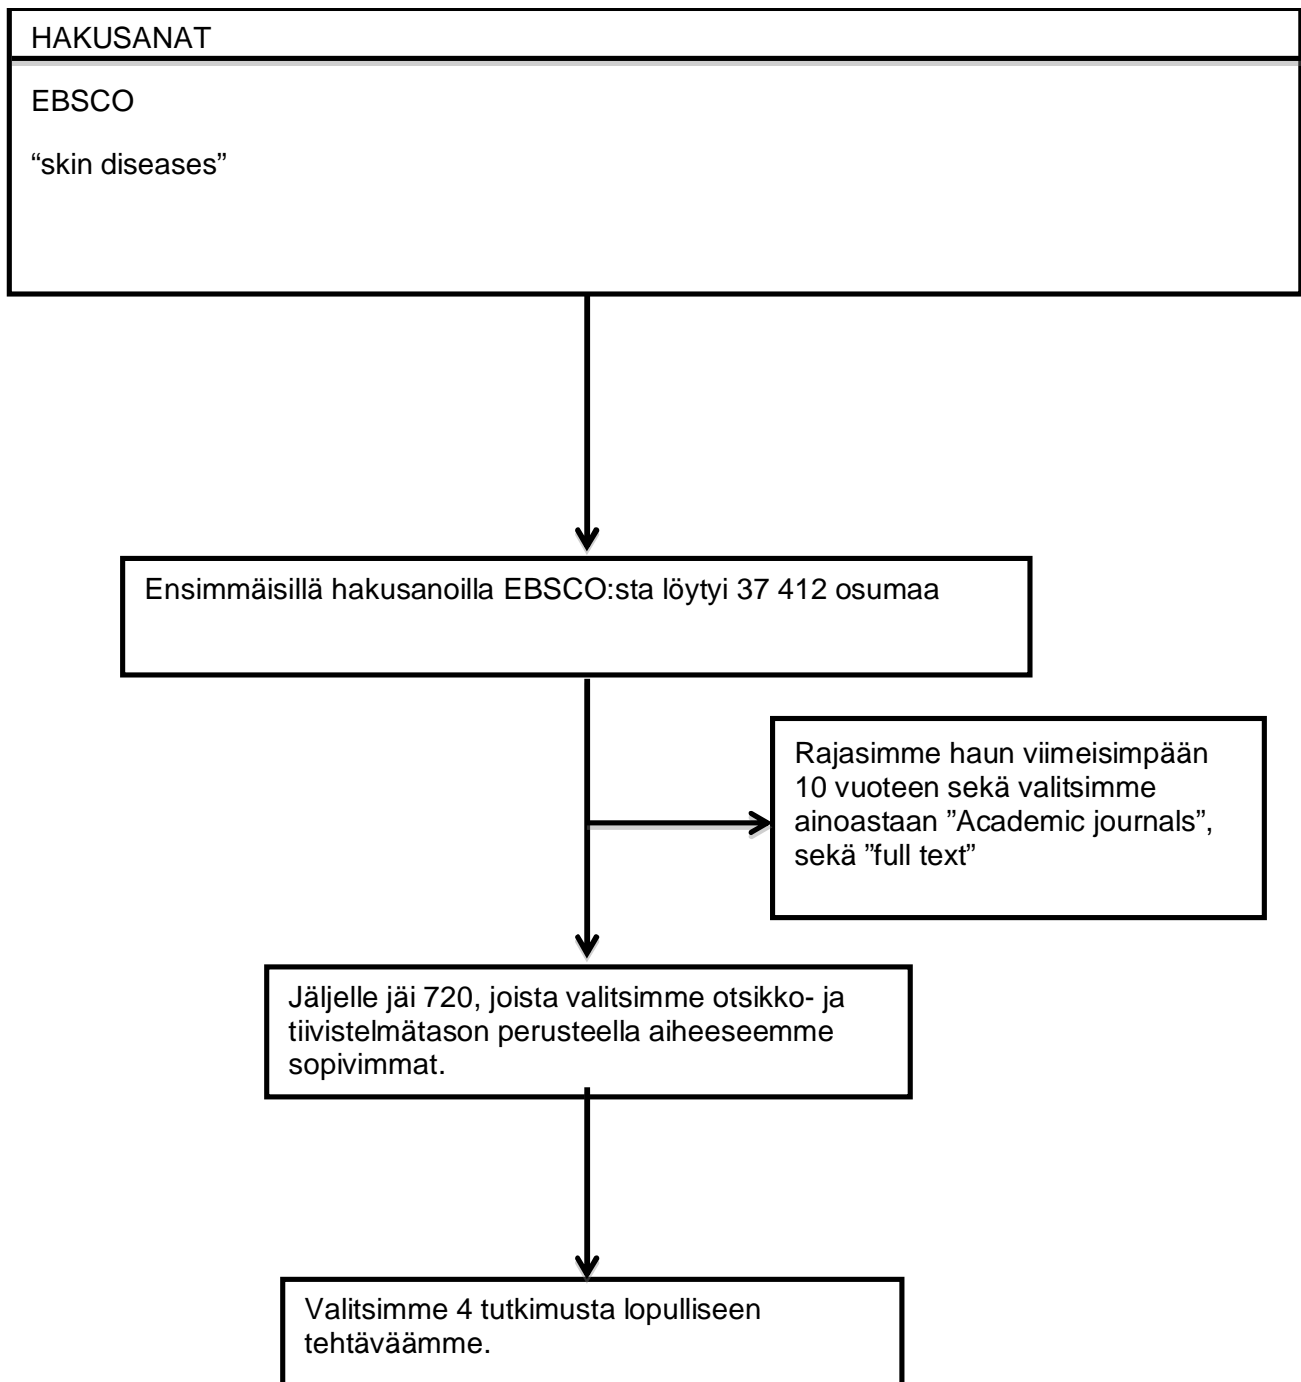 HAKUSANAT
EBSCO
“skin diseases”
Ensimmäisillä hakusanoilla EBSCO:sta löytyi 37 412 osumaa
Rajasimme haun viimeisimpään
10 vuoteen sekä valitsimme
ainoastaan ”Academic journals”,
sekä ”full text”
Jäljelle jäi 720, joista valitsimme otsikko- ja
tiivistelmätason perusteella aiheeseemme
sopivimmat.
Valitsimme 4 tutkimusta lopulliseen
tehtäväämme.